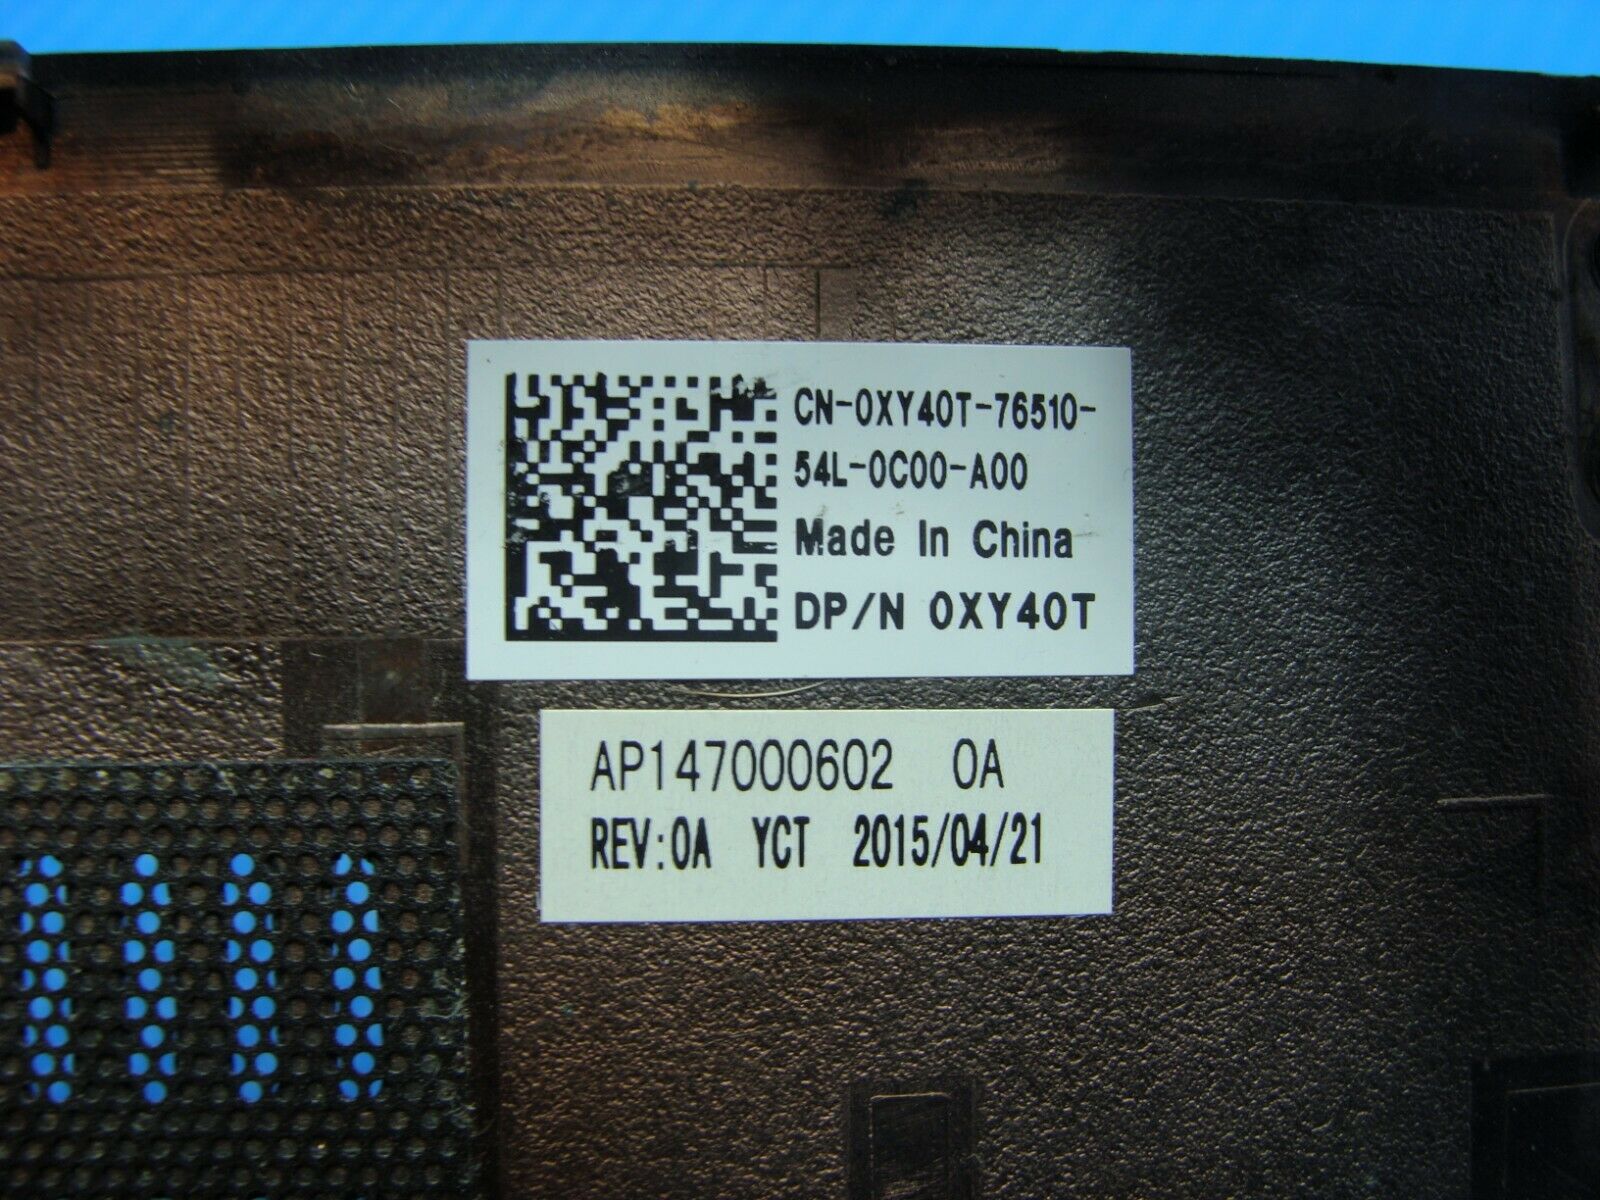 CN-0XY40T-76510-
54L-0C00-A00
Made In China
DP/N 0XY40T
AP147000602 0A
REV:0A YCT 2015/04/21